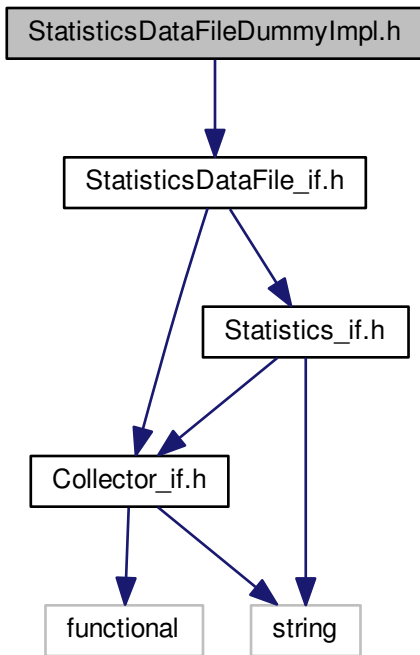 StatisticsDataFileDummyImpl.h
StatisticsDataFile_if.h
Statistics_if.h
Collector_if.h
functional
string